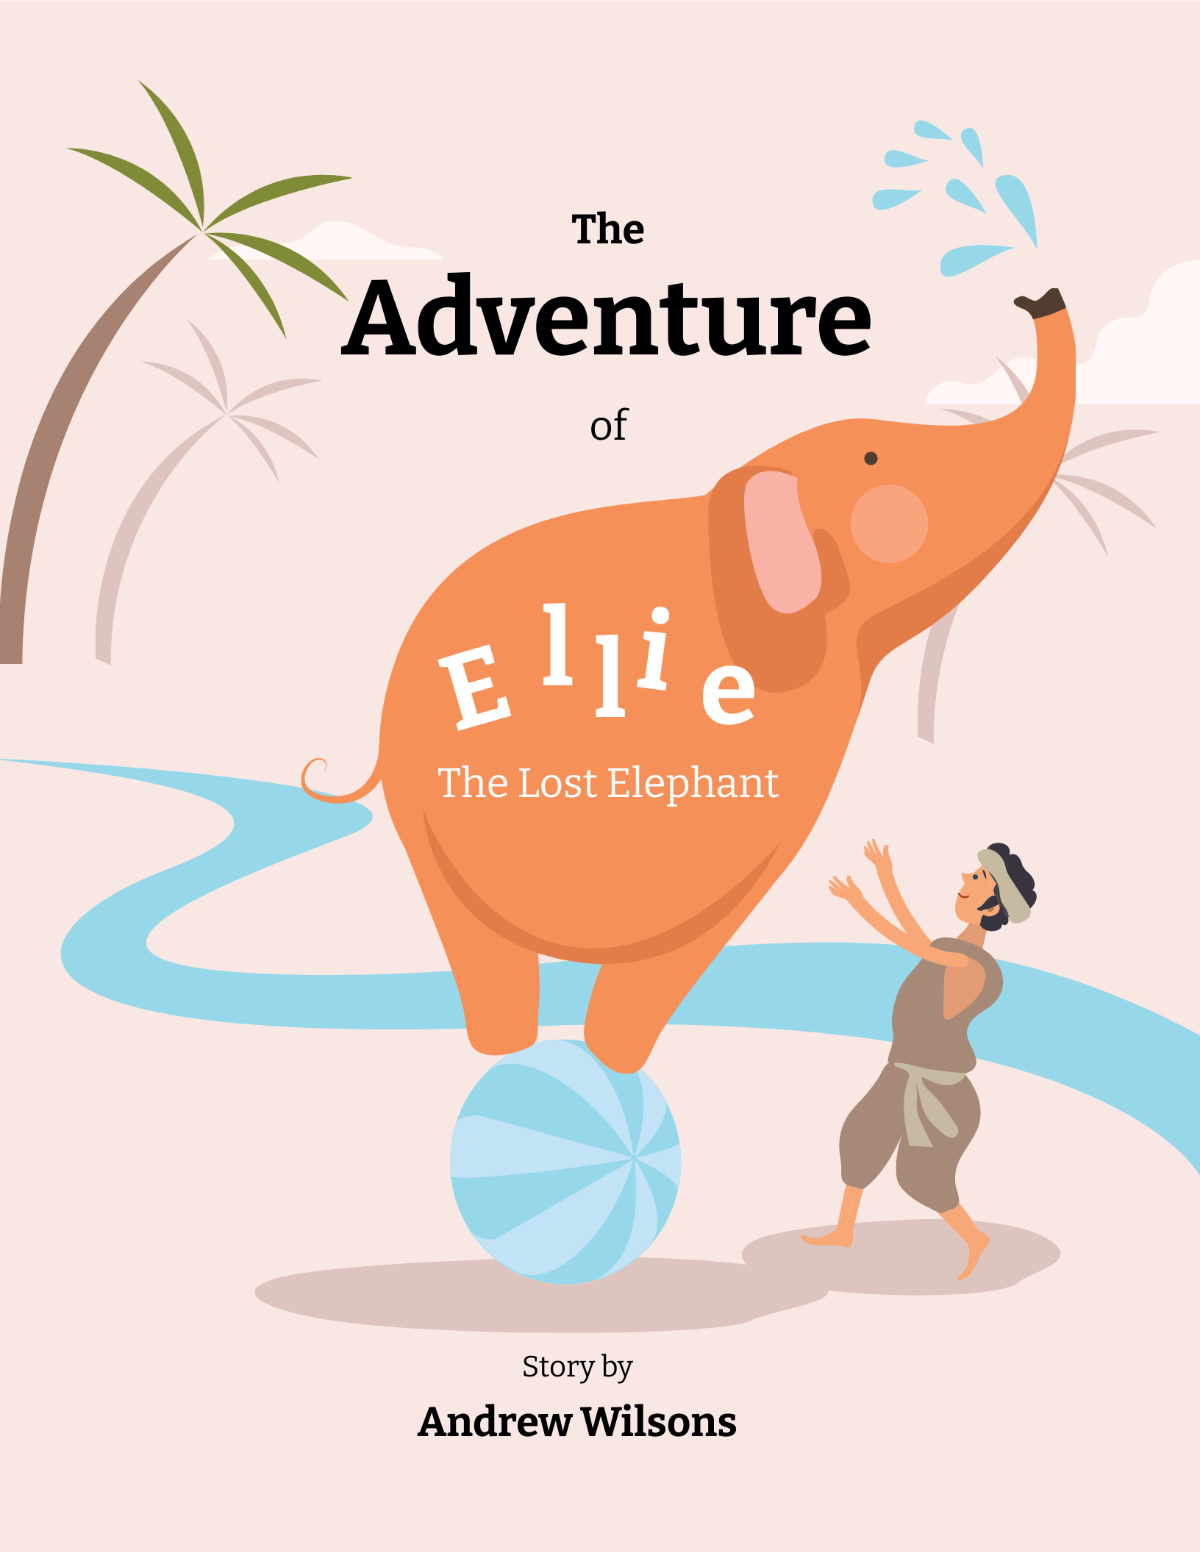 The
Adventure
of
Ellie
The Lost Elephant
Story by
Andrew Wilsons